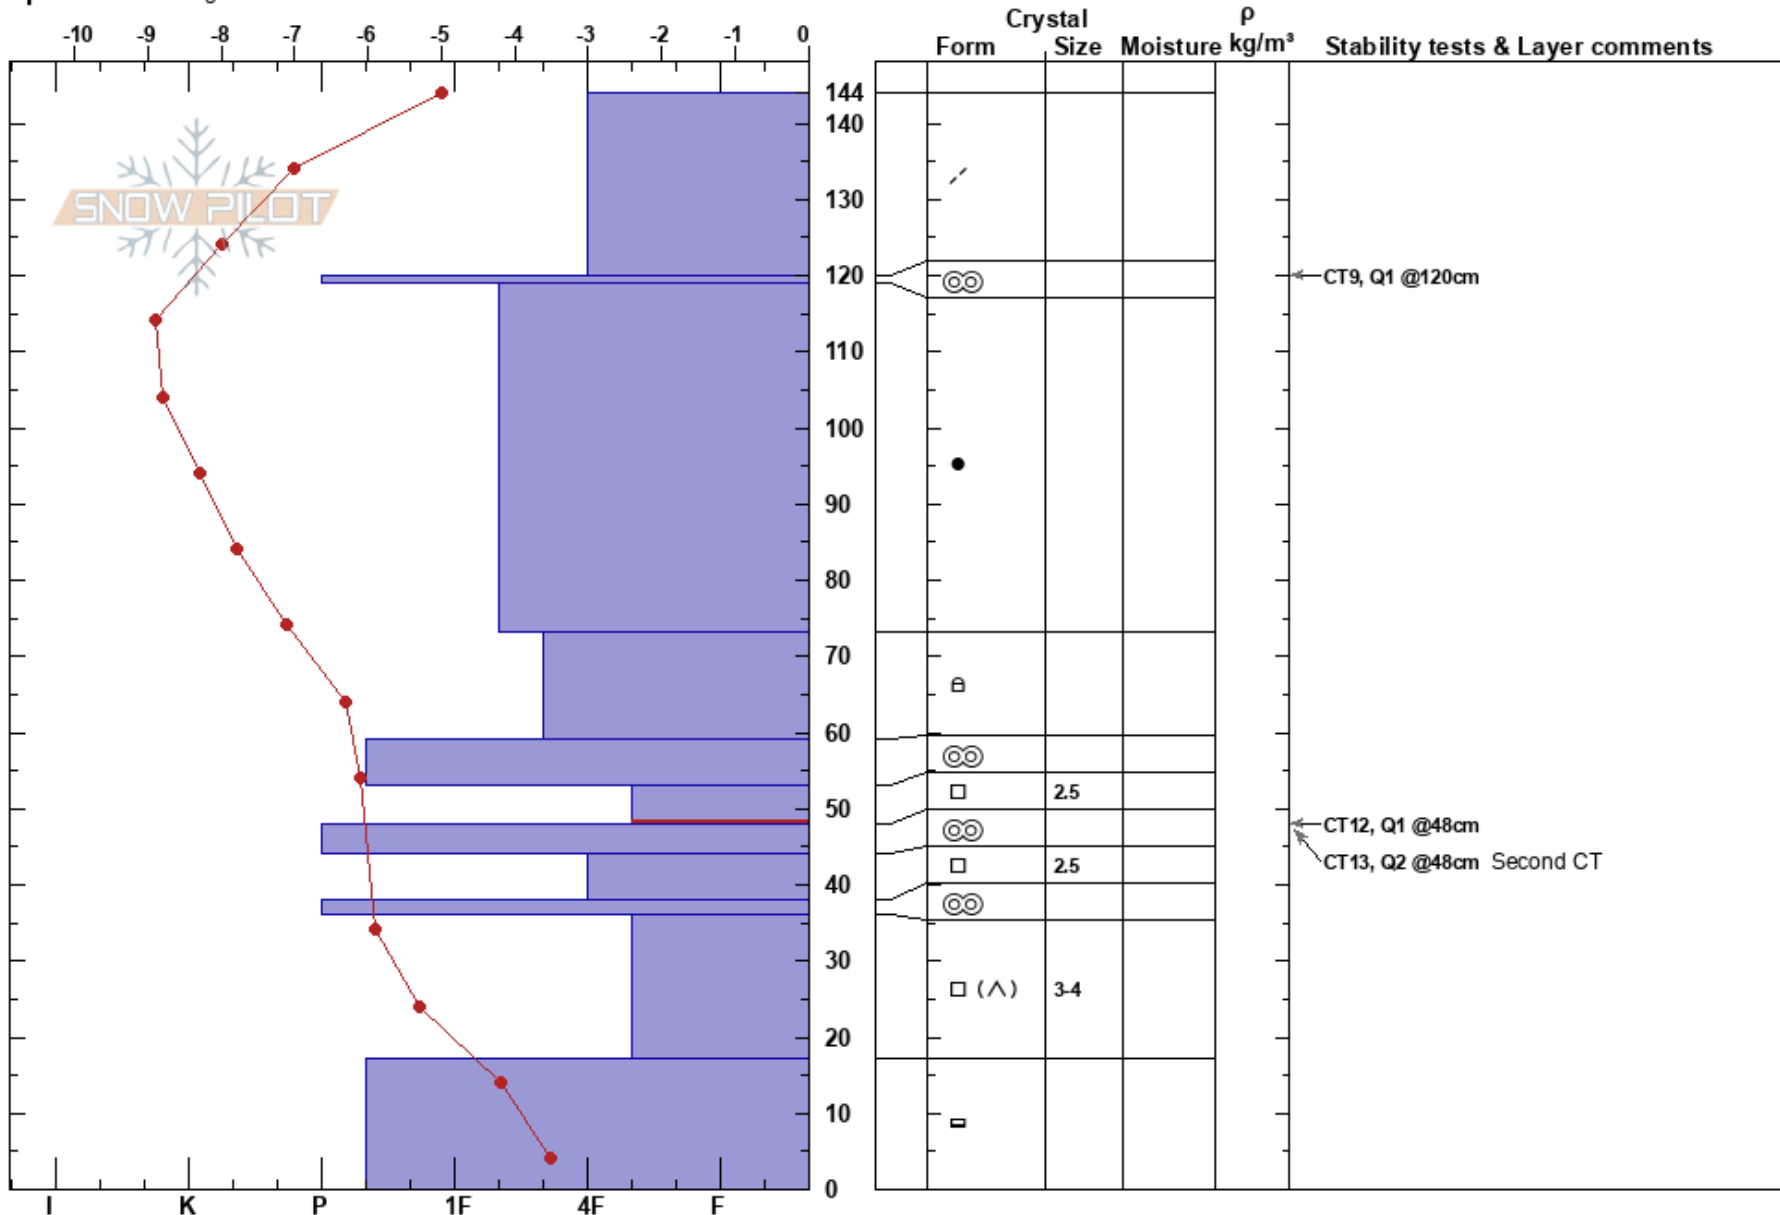 Crystal ρ
-10 -9 -8 -7 -6 -5 -4 -3 -2 -1 0 Form Size Moisture kg/m³ Stability tests & Layer comments
144
140
SNOW PILOT
130
120 CT9, Q1 @120cm
110
100
90
80
70
60
2.5
50
CT12, Q1 @48cm
2.5 CT13, Q2 @48cm Second CT
40
30
3-4
20
10
0
I K P 1F 4F F